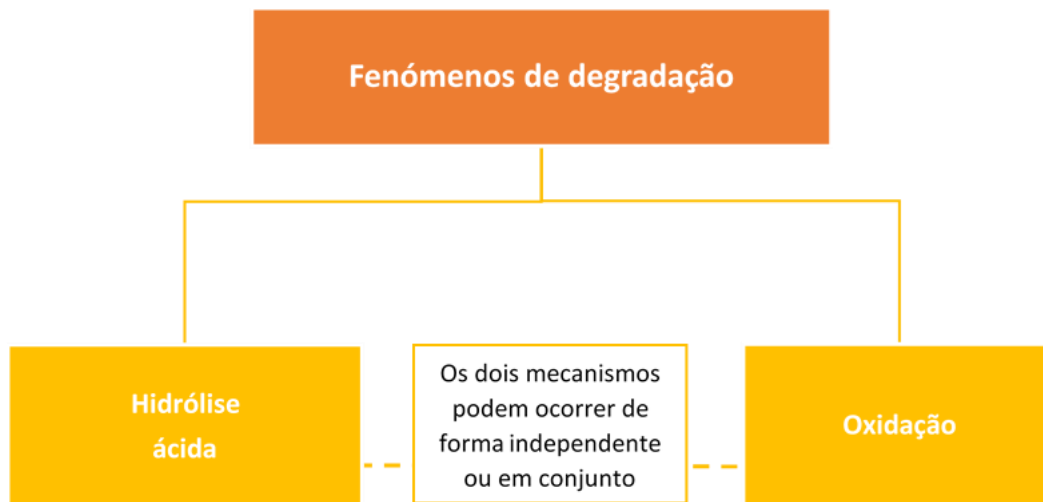 Fenómenos de degradação
Hidrólise
ácida
Os dois mecanismos
podem ocorrer de
forma independente
ou em conjunto
Oxidação